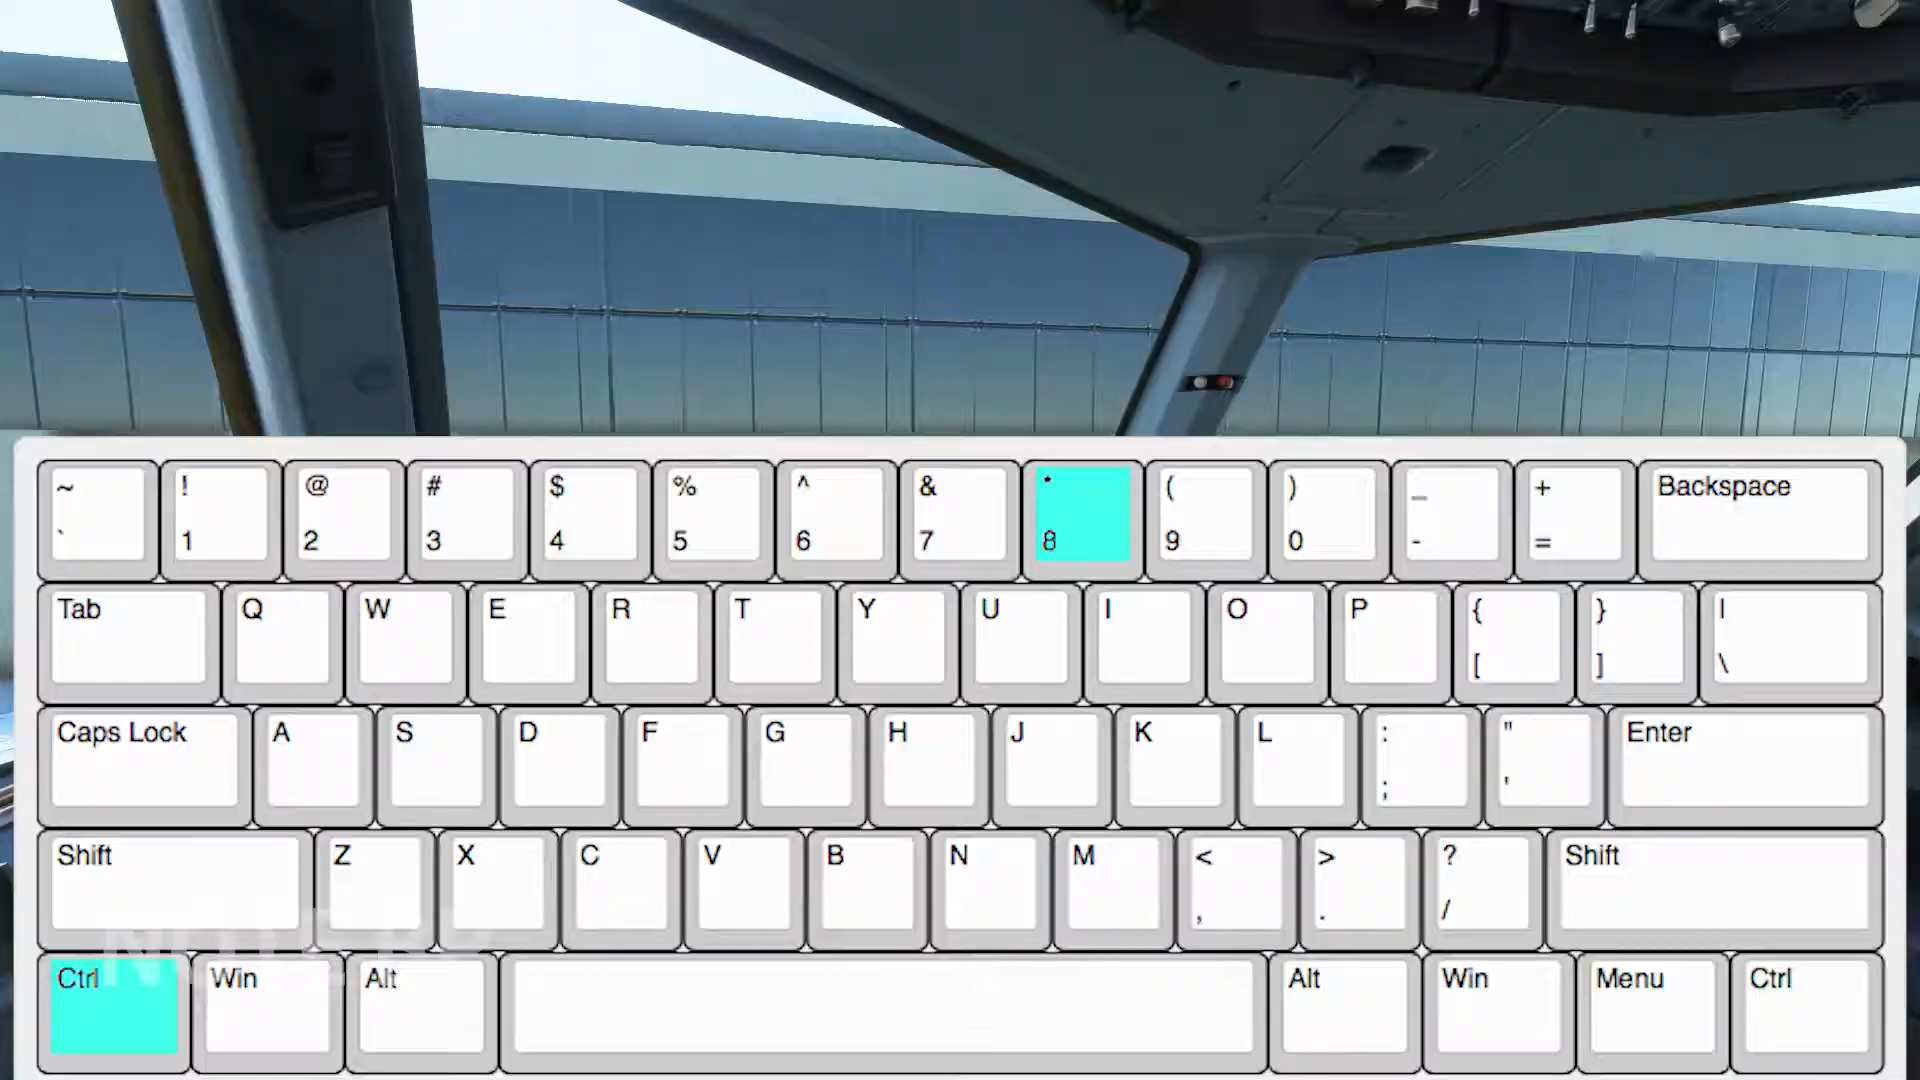 ~ ! @ # $ % ^ & * ( ) _ + Backspace
` 1 2 3 4 5 6 7 8 9 0 - =
Tab Q W E R T Y U I O P { } |
[ ] \
Caps Lock A S D F G H J K L : " Enter
; '
Shift Z X C V B N M < > ? Shift
, . /
Ctrl Win Alt Alt Win Menu Ctrl